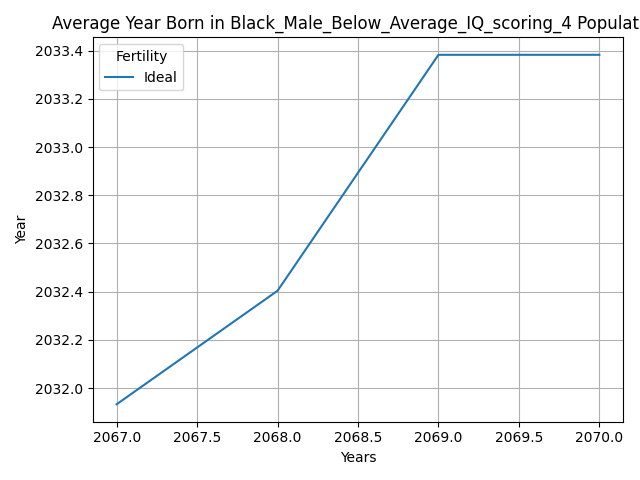 Average Year Born in Black_Male_Below_Average_IQ_scoring_4 Populat
Fertility
Ideal
2033.4
2033.2
2033.0
2032.8
2032.6
2032.4
2032.2
2032.0
Year
2067.0 2067.5 2068.0 2068.5 2069.0 2069.5 2070.0
Years